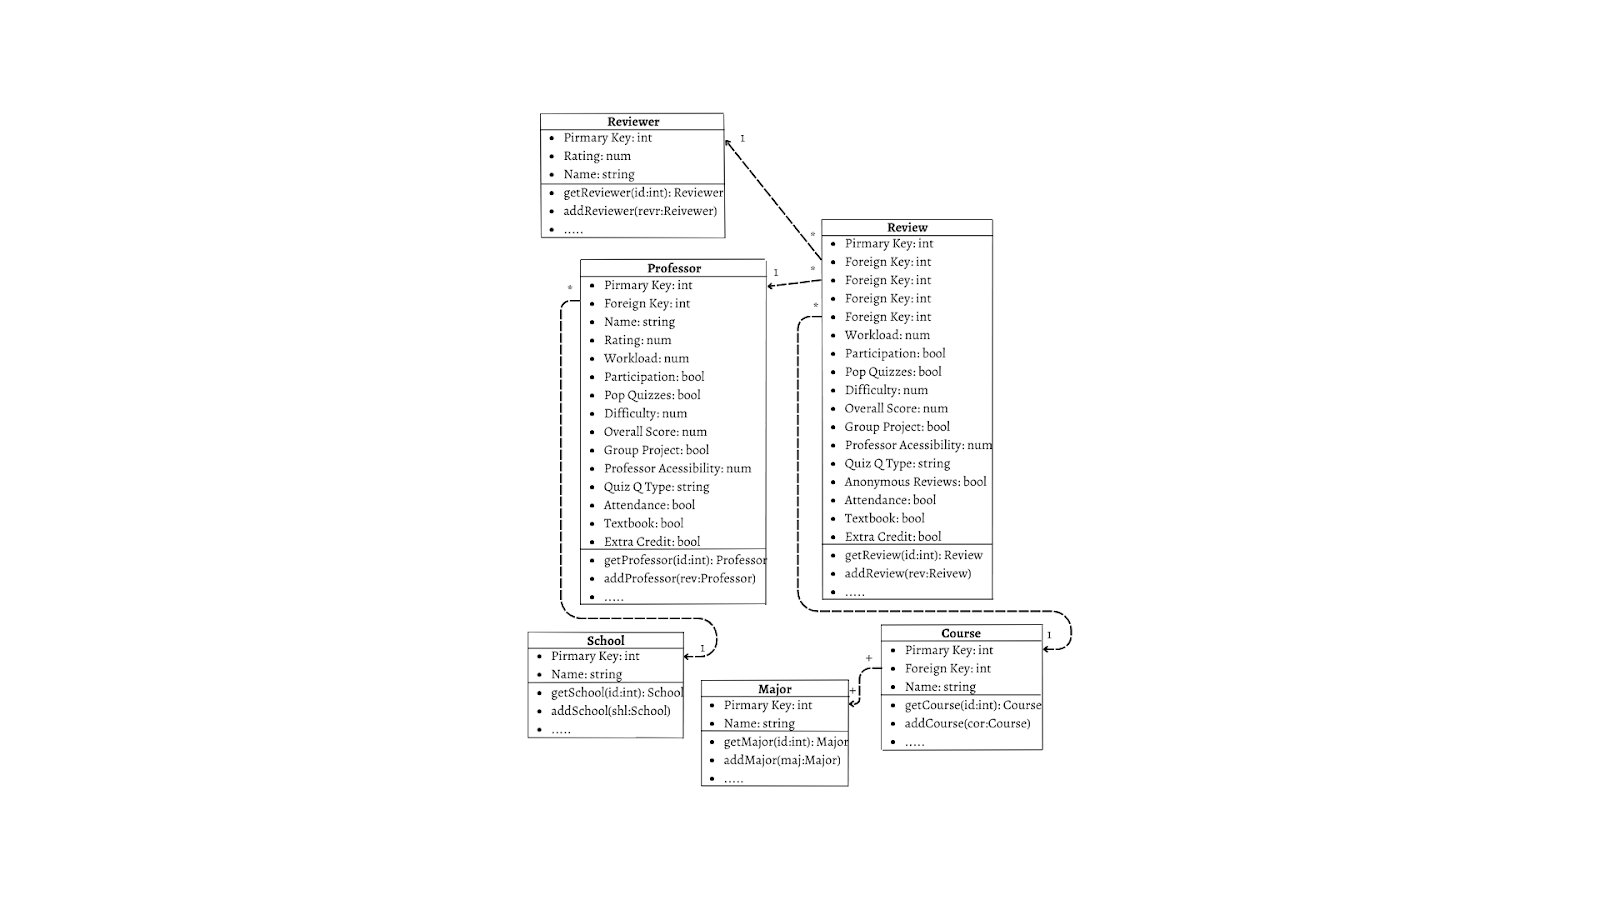 Reviewer
Pirmary Key: int
Rating: num
Name: string
getReviewer(id:int): Reviewer
addReviewer(revr:Reivewer)
.....
1
*
Review
Pirmary Key: int
Foreign Key: int
Foreign Key: int
Foreign Key: int
Foreign Key: int
Workload: num
Participation: bool
Pop Quizzes: bool
Difficulty: num
Overall Score: num
Group Project: bool
Professor Acessibility: num
Quiz Q Type: string
Anonymous Reviews: bool
Attendance: bool
Textbook: bool
Extra Credit: bool
getReview(id:int): Review
addReview(rev:Reivew)
.....
1
*
*
*
Professor
Pirmary Key: int
Foreign Key: int
Name: string
Rating: num
Workload: num
Participation: bool
Pop Quizzes: bool
Difficulty: num
Overall Score: num
Group Project: bool
Professor Acessibility: num
Quiz Q Type: string
Attendance: bool
Textbook: bool
Extra Credit: bool
getProfessor(id:int): Professor
addProfessor(rev:Professor)
.....
School
Pirmary Key: int
Name: string
getSchool(id:int): School
addSchool(shl:School)
.....
1
Major
Pirmary Key: int
Name: string
getMajor(id:int): Major
addMajor(maj:Major)
.....
+
+
Course
Pirmary Key: int
Foreign Key: int
Name: string
getCourse(id:int): Course
addCourse(cor:Course)
.....
1